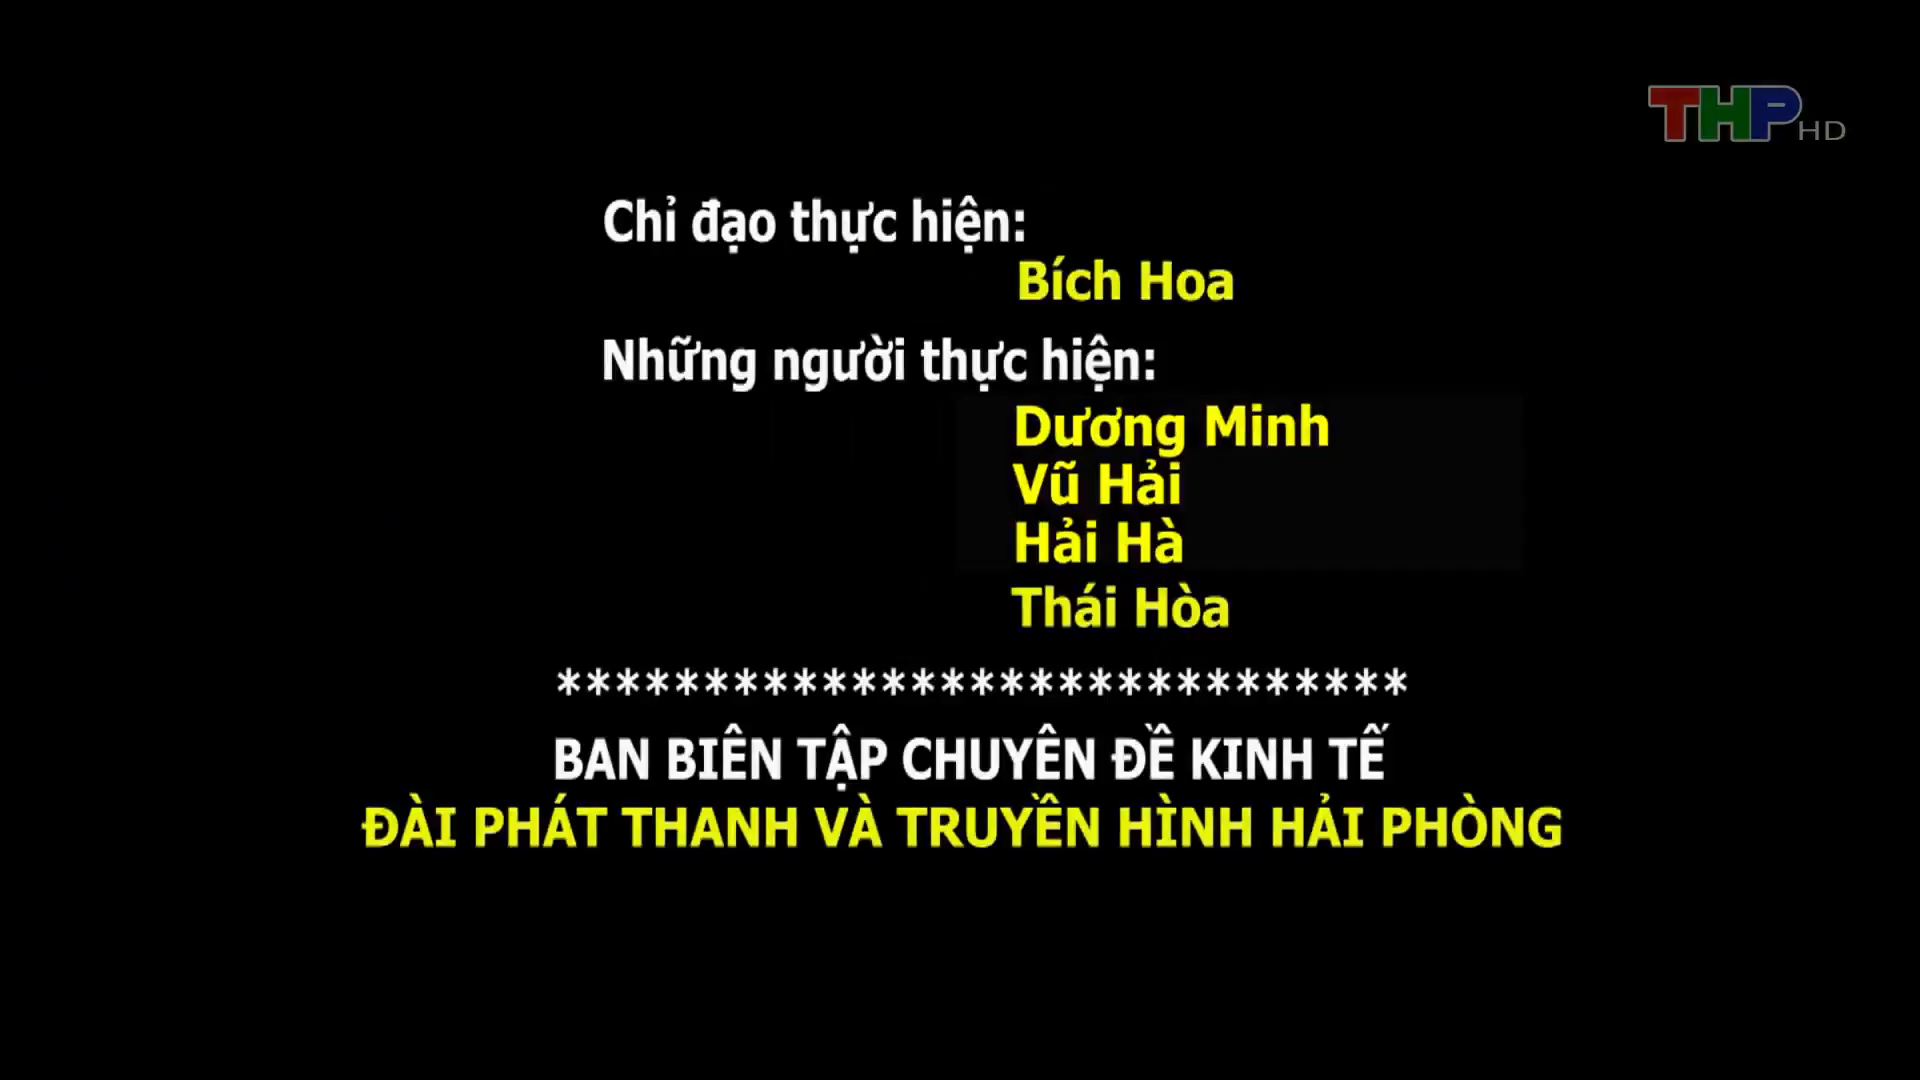 THP HD
Chỉ đạo thực hiện:
Bích Hoa
Những người thực hiện:
Dương Minh
Vũ Hải
Hải Hà
Thái Hòa
*****************************
BAN BIÊN TẬP CHUYÊN ĐỀ KINH TẾ
ĐÀI PHÁT THANH VÀ TRUYỀN HÌNH HẢI PHÒNG